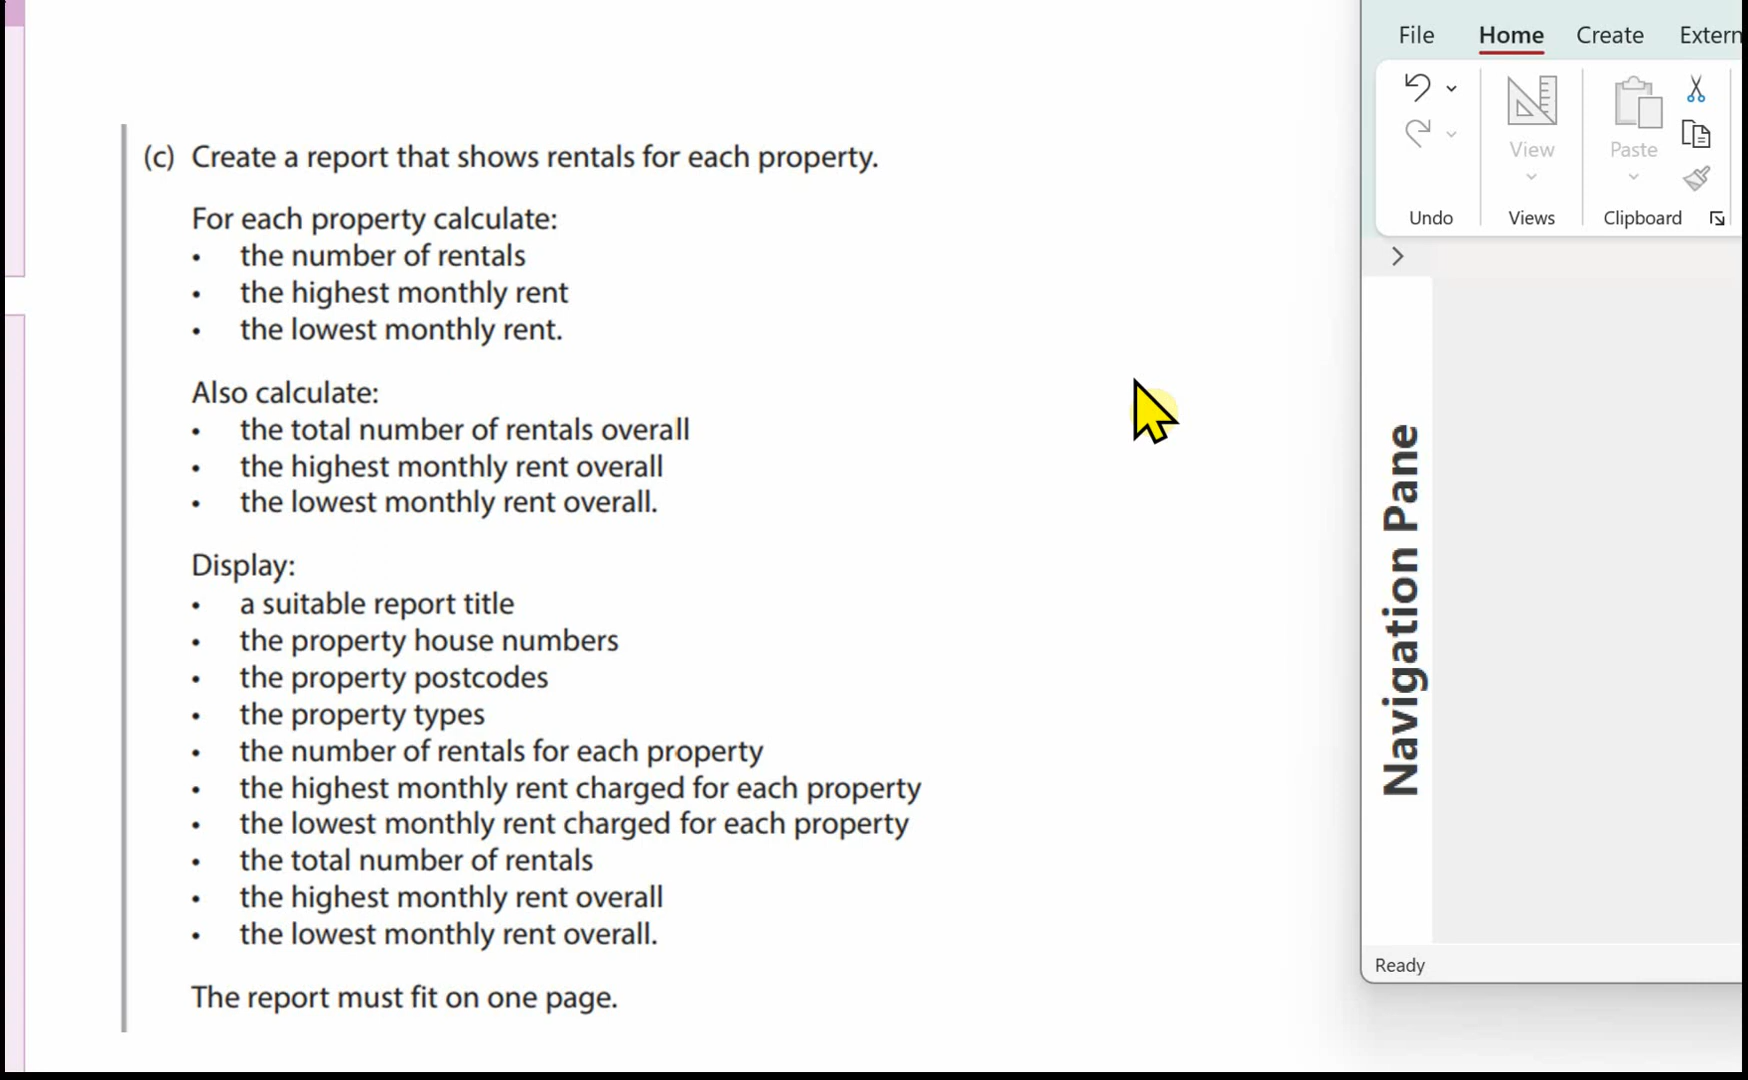 (c) Create a report that shows rentals for each property.
For each property calculate:
• the number of rentals
• the highest monthly rent
• the lowest monthly rent.
Also calculate:
• the total number of rentals overall
• the highest monthly rent overall
• the lowest monthly rent overall.
Display:
• a suitable report title
• the property house numbers
• the property postcodes
• the property types
• the number of rentals for each property
• the highest monthly rent charged for each property
• the lowest monthly rent charged for each property
• the total number of rentals
• the highest monthly rent overall
• the lowest monthly rent overall.
The report must fit on one page.
File Home Create Extern
View Paste
Undo Views Clipboard
Navigation Pane
Ready